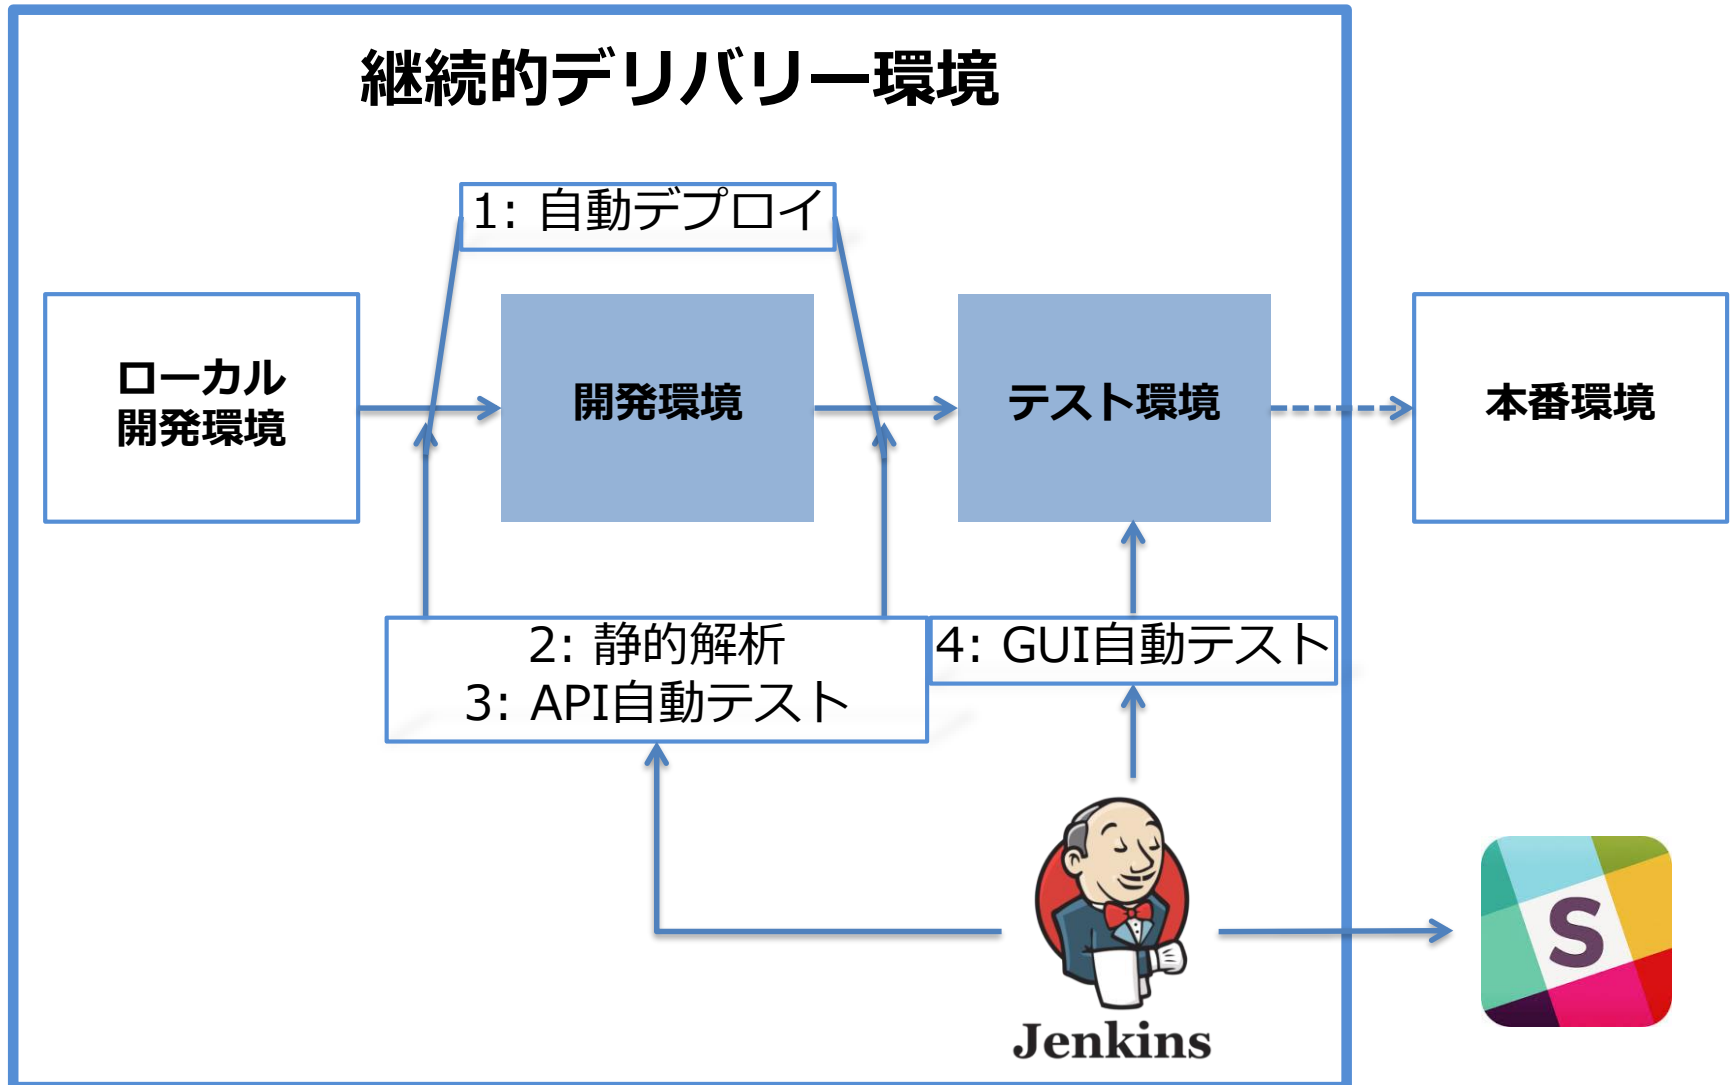 継続的デリバリー環境
1: 自動デプロイ
ローカル
開発環境
開発環境
テスト環境
本番環境
2: 静的解析
3: API自動テスト
4: GUI自動テスト
S
Jenkins